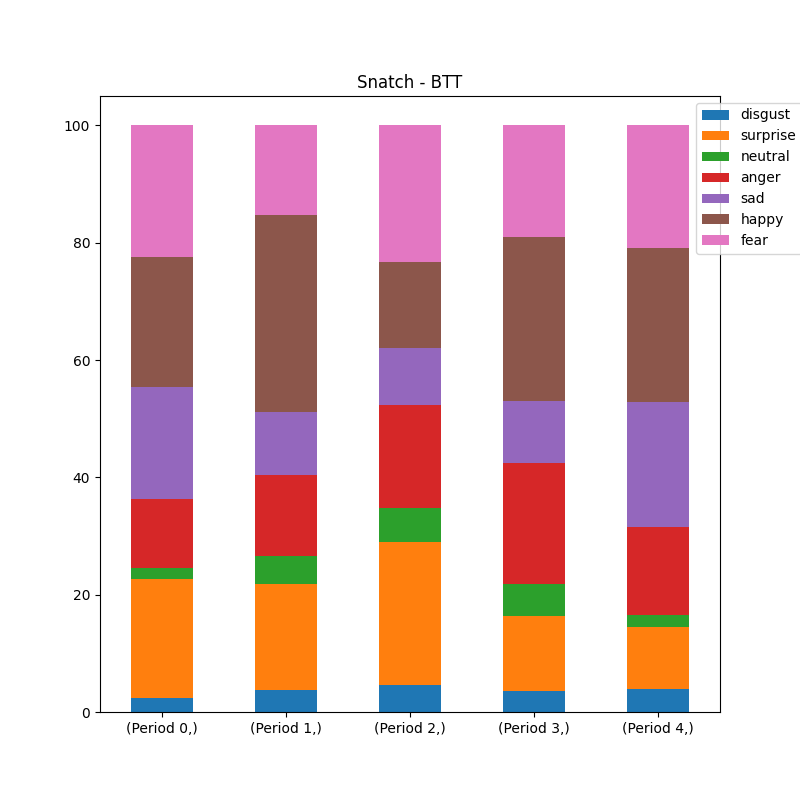 Snatch - BTT
100
80
60
40
20
0
(Period 0,) (Period 1,) (Period 2,) (Period 3,) (Period 4,)
disgust
surprise
neutral
anger
sad
happy
fear